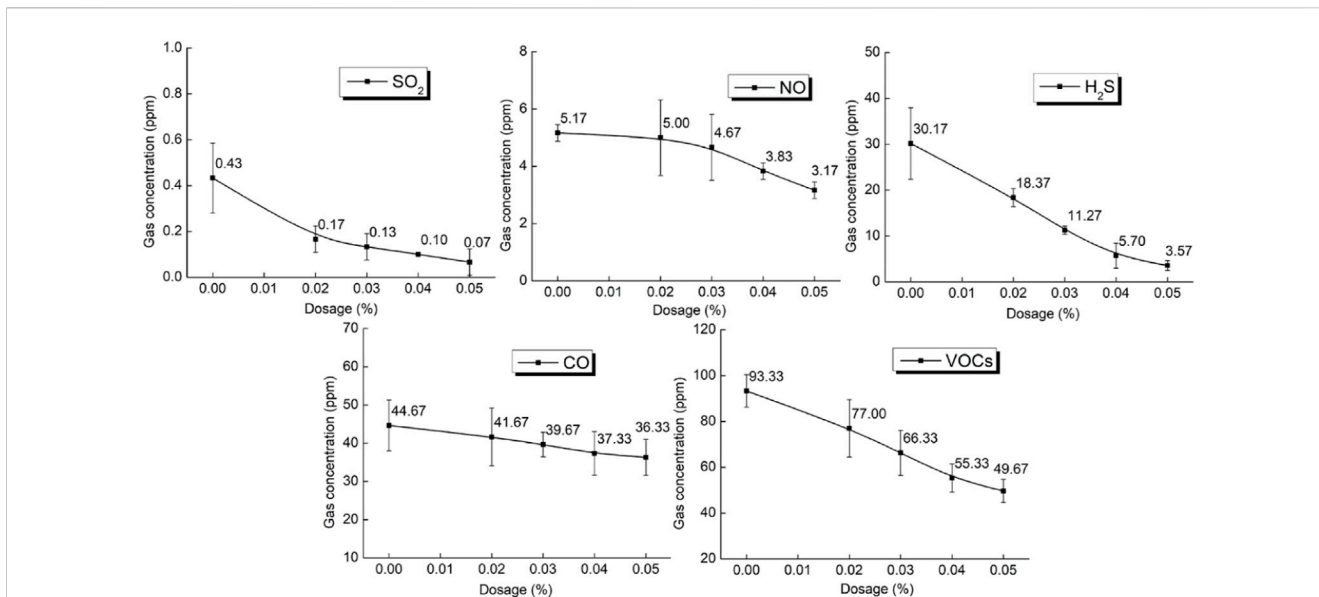 SO2
Gas concentration (ppm)
1.0
0.8
0.6
0.4
0.2
0.0
0.43
0.17
0.13
0.10
0.07
0.00 0.01 0.02 0.03 0.04 0.05
Dosage (%)
NO
Gas concentration (ppm)
8
6
4
2
0
5.17
5.00
4.67
3.83
3.17
0.00 0.01 0.02 0.03 0.04 0.05
Dosage (%)
H2S
Gas concentration (ppm)
50
40
30
20
10
0
30.17
18.37
11.27
5.70
3.57
0.00 0.01 0.02 0.03 0.04 0.05
Dosage (%)
CO
Gas concentration (ppm)
70
60
50
40
30
20
10
44.67
41.67
39.67
37.33
36.33
0.00 0.01 0.02 0.03 0.04 0.05
Dosage (%)
VOCs
Gas concentration (ppm)
120
100
80
60
40
20
93.33
77.00
66.33
55.33
49.67
0.00 0.01 0.02 0.03 0.04 0.05
Dosage (%)